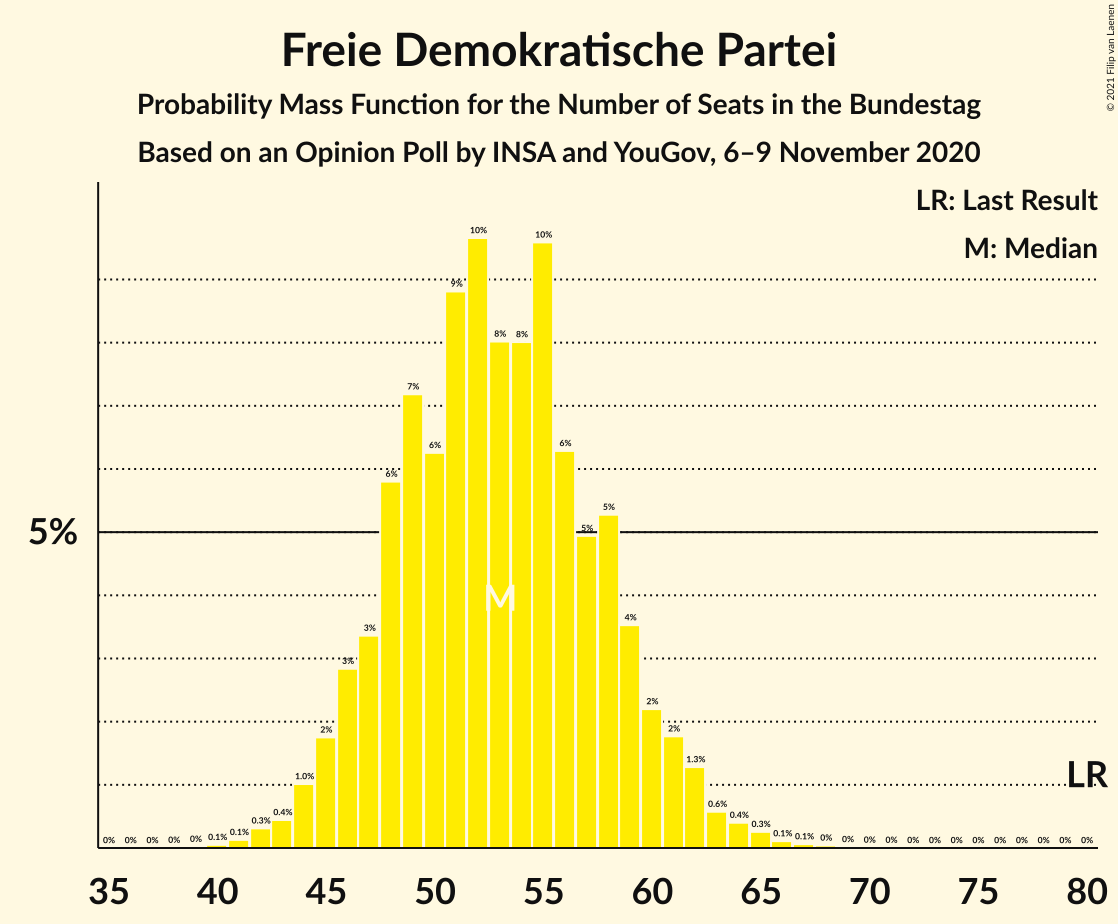 Freie Demokratische Partei
Probability Mass Function for the Number of Seats in the Bundestag
Based on an Opinion Poll by INSA and YouGov, 6–9 November 2020
© 2021 Filip van Laenen
LR: Last Result
M: Median
5%
0% 0% 0% 0% 0% 0.1% 0.1% 0.3% 0.4% 1.0% 2% 3% 3% 6% 7% 6% 9% 10% 8% 8% 10% 6% 5% 5% 4% 2% 2% 1.3% 0.6% 0.4% 0.3% 0.1% 0.1% 0% 0% 0% 0% 0% 0% 0% 0% 0% 0% 0% 0% 0%
M
LR
35 40 45 50 55 60 65 70 75 80